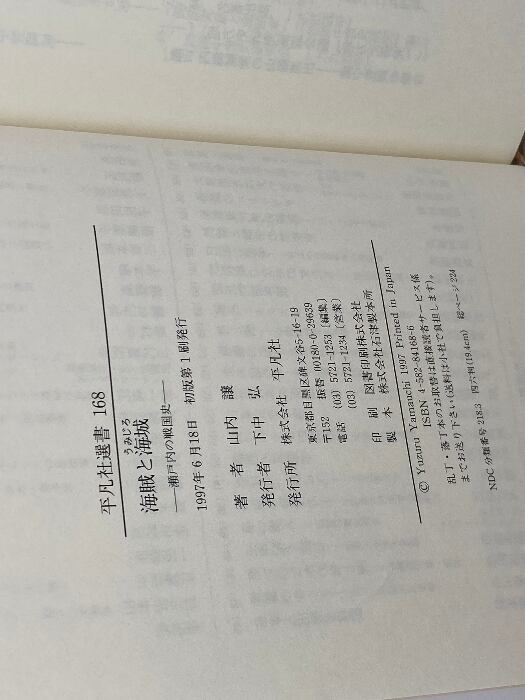 平凡社選書 168
うみじろ
海賊と海城
──瀬戸内の戦国史──
1997年6月18日 初版第1刷発行
著者 山内 譲
発行者 下中 弘
発行所 株式会社 平凡社
東京都目黒区碑文谷5-16-19
〒152 振替 00180-0-29639
電話 (03) 5721-1253 [編集]
(03) 5721-1234 [営業]
印刷 図書印刷株式会社
製本 株式会社石津製本所
© Yuzuru Yamauchi 1997 Printed in Japan
ISBN 4-582-84168-6
乱丁・落丁本のお取替は直接読者サービス係
までお送り下さい(送料は小社で負担します)。
NDC 分類番号 218.3 四六判(19.4cm) 総ページ 224